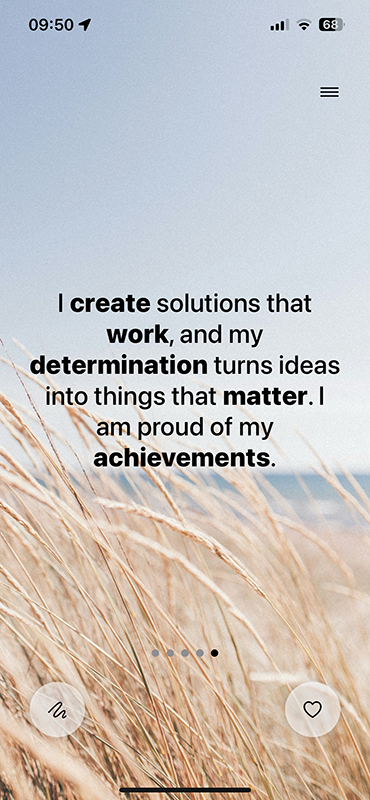 09:50
68
I create solutions that
work, and my
determination turns ideas
into things that matter. I
am proud of my
achievements.